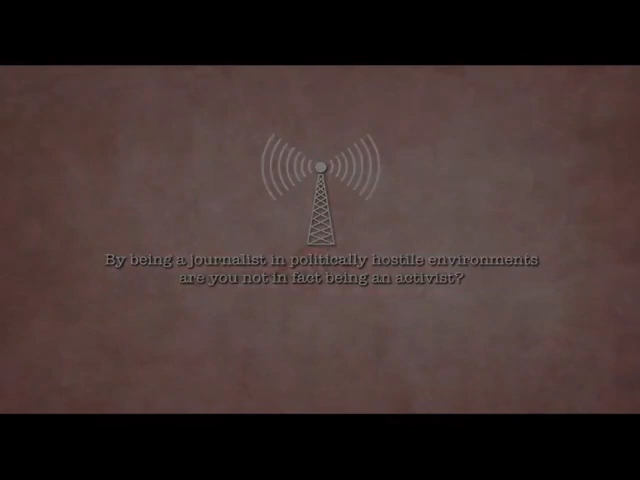 By being a journalist in politically hostile environments
are you not in fact being an activist?